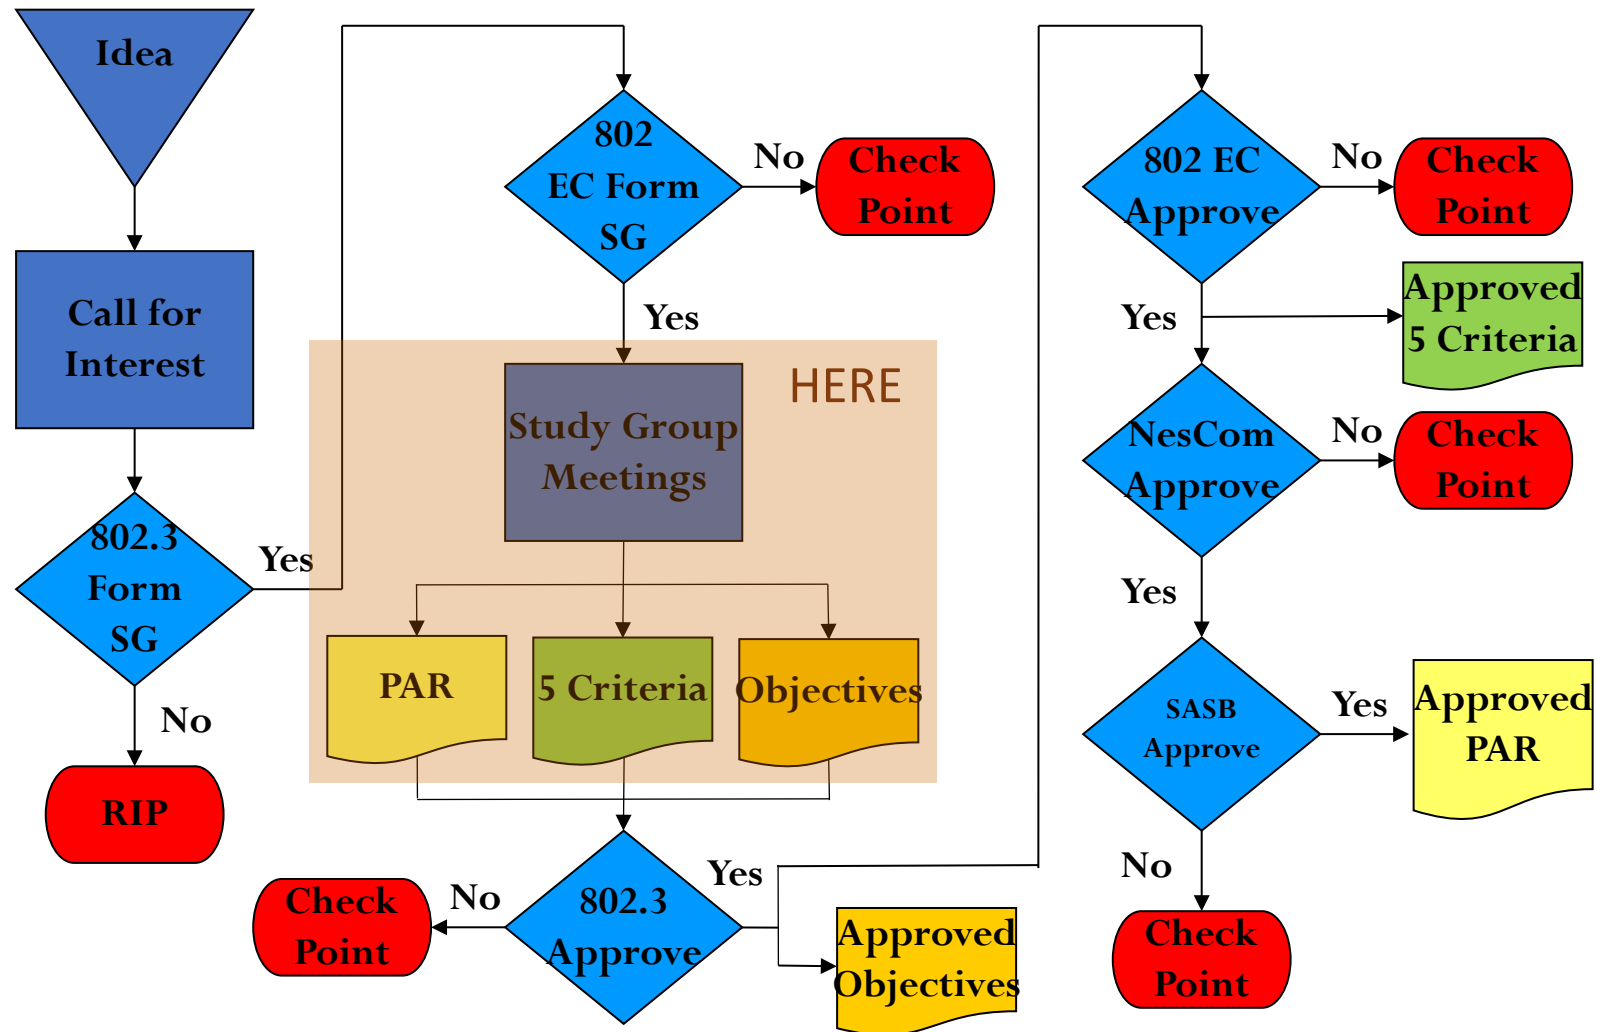 Idea
Call for
Interest
802.3
Form
SG
Yes
No
RIP
802
EC Form
SG
No
Check
Point
Yes
HERE
Study Group
Meetings
PAR
5 Criteria
Objectives
802.3
Approve
No
Check
Point
Yes
Approved
Objectives
802 EC
Approve
No
Check
Point
Yes
Approved
5 Criteria
NesCom
Approve
No
Check
Point
Yes
SASB
Approve
Yes
Approved
PAR
No
Check
Point